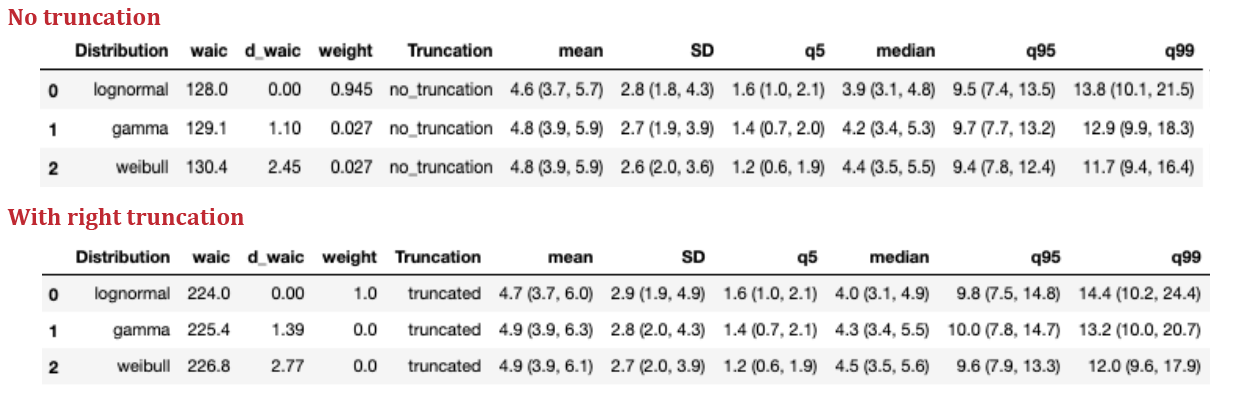 No truncation
Distribution waic d_waic weight Truncation mean SD q5 median q95 q99
0 lognormal 128.0 0.00 0.945 no_truncation 4.6 (3.7, 5.7) 2.8 (1.8, 4.3) 1.6 (1.0, 2.1) 3.9 (3.1, 4.8) 9.5 (7.4, 13.5) 13.8 (10.1, 21.5)
1 gamma 129.1 1.10 0.027 no_truncation 4.8 (3.9, 5.9) 2.7 (1.9, 3.9) 1.4 (0.7, 2.0) 4.2 (3.4, 5.3) 9.7 (7.7, 13.2) 12.9 (9.9, 18.3)
2 weibull 130.4 2.45 0.027 no_truncation 4.8 (3.9, 5.9) 2.6 (2.0, 3.6) 1.2 (0.6, 1.9) 4.4 (3.5, 5.5) 9.4 (7.8, 12.4) 11.7 (9.4, 16.4)
With right truncation
Distribution waic d_waic weight Truncation mean SD q5 median q95 q99
0 lognormal 224.0 0.00 1.0 truncated 4.7 (3.7, 6.0) 2.9 (1.9, 4.9) 1.6 (1.0, 2.1) 4.0 (3.1, 4.9) 9.8 (7.5, 14.8) 14.4 (10.2, 24.4)
1 gamma 225.4 1.39 0.0 truncated 4.9 (3.9, 6.3) 2.8 (2.0, 4.3) 1.4 (0.7, 2.1) 4.3 (3.4, 5.5) 10.0 (7.8, 14.7) 13.2 (10.0, 20.7)
2 weibull 226.8 2.77 0.0 truncated 4.9 (3.9, 6.1) 2.7 (2.0, 3.9) 1.2 (0.6, 1.9) 4.5 (3.5, 5.6) 9.6 (7.9, 13.3) 12.0 (9.6, 17.9)